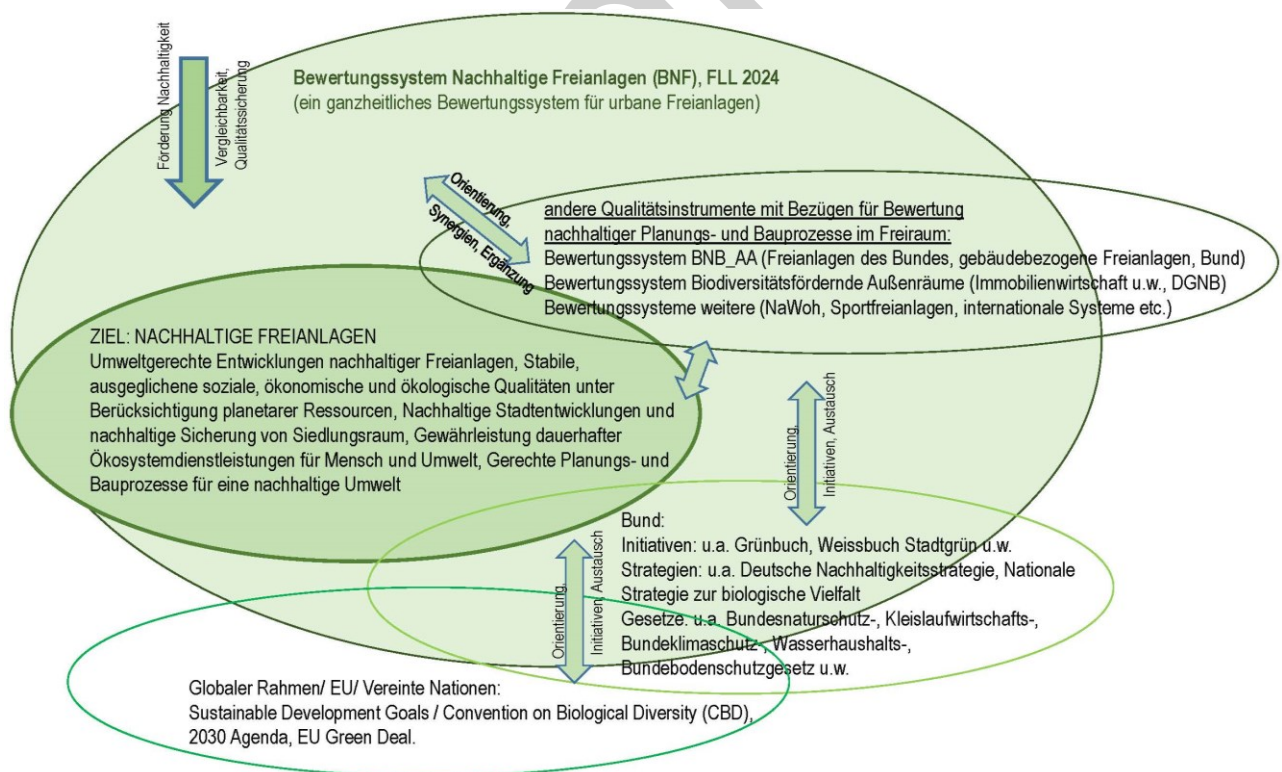 Förderung Nachhaltigkeit
Vergleichbarkeit,
Qualitätssicherung
Bewertungssystem Nachhaltige Freianlagen (BNF), FLL 2024
(ein ganzheitliches Bewertungssystem für urbane Freianlagen)
Orientierung,
Synergien, Ergänzung
andere Qualitätsinstrumente mit Bezügen für Bewertung
nachhaltiger Planungs- und Bauprozesse im Freiraum:
Bewertungssystem BNB_AA (Freianlagen des Bundes, gebäudebezogene Freianlagen, Bund)
Bewertungssystem Biodiversitätsfördernde Außenräume (Immobilienwirtschaft u.w., DGNB)
Bewertungssysteme weitere (NaWoh, Sportfreianlagen, internationale Systeme etc.)
ZIEL: NACHHALTIGE FREIANLAGEN
Umweltgerechte Entwicklungen nachhaltiger Freianlagen, Stabile,
ausgeglichene soziale, ökonomische und ökologische Qualitäten unter
Berücksichtigung planetarer Ressourcen, Nachhaltige Stadtentwicklungen und
nachhaltige Sicherung von Siedlungsraum, Gewährleistung dauerhafter
Ökosystemdienstleistungen für Mensch und Umwelt, Gerechte Planungs- und
Bauprozesse für eine nachhaltige Umwelt
Orientierung,
Initiativen, Austausch
Bund:
Initiativen: u.a. Grünbuch, Weissbuch Stadtgrün u.w.
Strategien: u.a. Deutsche Nachhaltigkeitsstrategie, Nationale
Strategie zur biologische Vielfalt
Gesetze: u.a. Bundesnaturschutz-, Kleislaufwirtschafts-,
Bundeklimaschutz-, Wasserhaushalts-,
Bundebodenschutzgesetz u.w.
Orientierung,
Initiativen, Austausch
Globaler Rahmen/ EU/ Vereinte Nationen:
Sustainable Development Goals / Convention on Biological Diversity (CBD),
2030 Agenda, EU Green Deal.